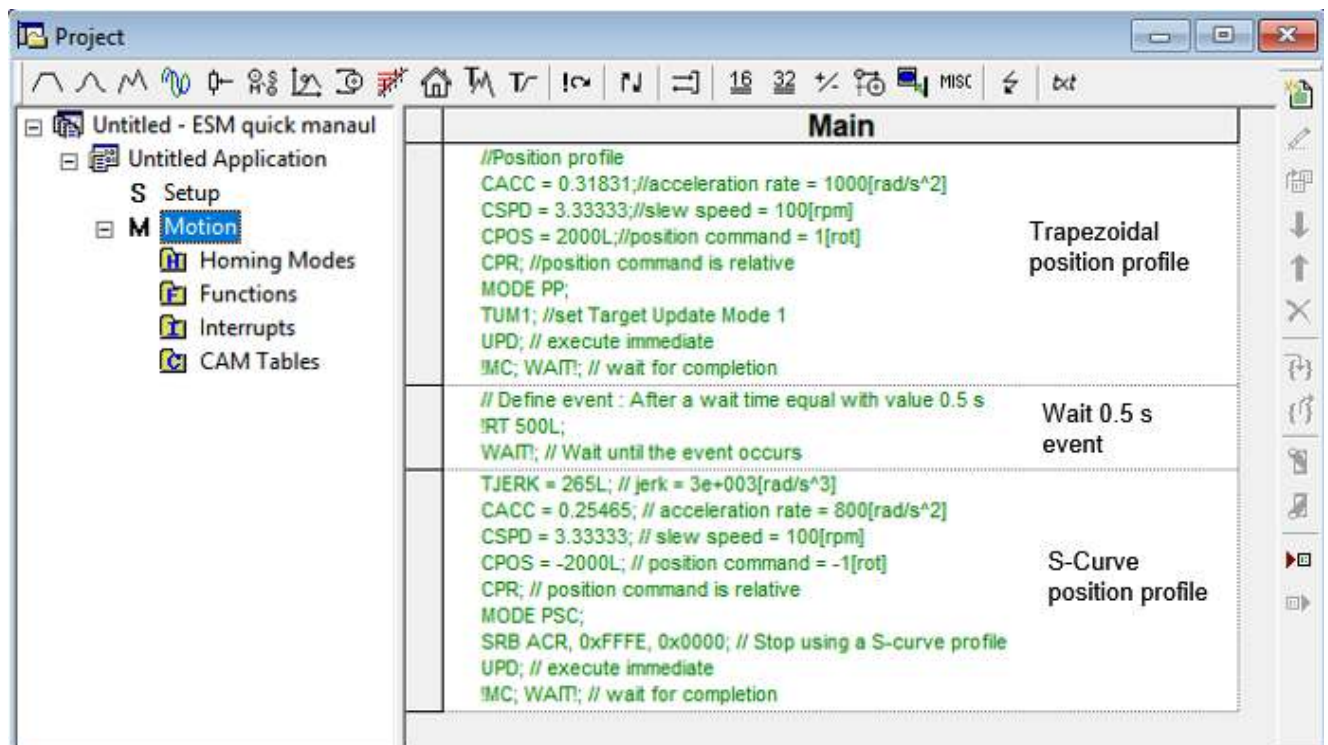 Project
16 32 +/- MISC txt
Untitled - ESM quick manaul
Untitled Application
S Setup
M Motion
H Homing Modes
F Functions
I Interrupts
C CAM Tables
Main
//Position profile
CACC = 0.31831;//acceleration rate = 1000[rad/s^2]
CSPD = 3.33333;//slew speed = 100[rpm]
CPOS = 2000L;//position command = 1[rot]
CPR; //position command is relative
MODE PP;
TUM1; //set Target Update Mode 1
UPD; // execute immediate
!MC; WAIT!; // wait for completion
Trapezoidal
position profile
// Define event : After a wait time equal with value 0.5 s
!RT 500L;
WAIT!; // Wait until the event occurs
Wait 0.5 s
event
TJERK = 265L; // jerk = 3e+003[rad/s^3]
CACC = 0.25465; // acceleration rate = 800[rad/s^2]
CSPD = 3.33333; // slew speed = 100[rpm]
CPOS = -2000L; // position command = -1[rot]
CPR; // position command is relative
MODE PSC;
SRB ACR, 0xFFFE, 0x0000; // Stop using a S-curve profile
UPD; // execute immediate
!MC; WAIT!; // wait for completion
S-Curve
position profile